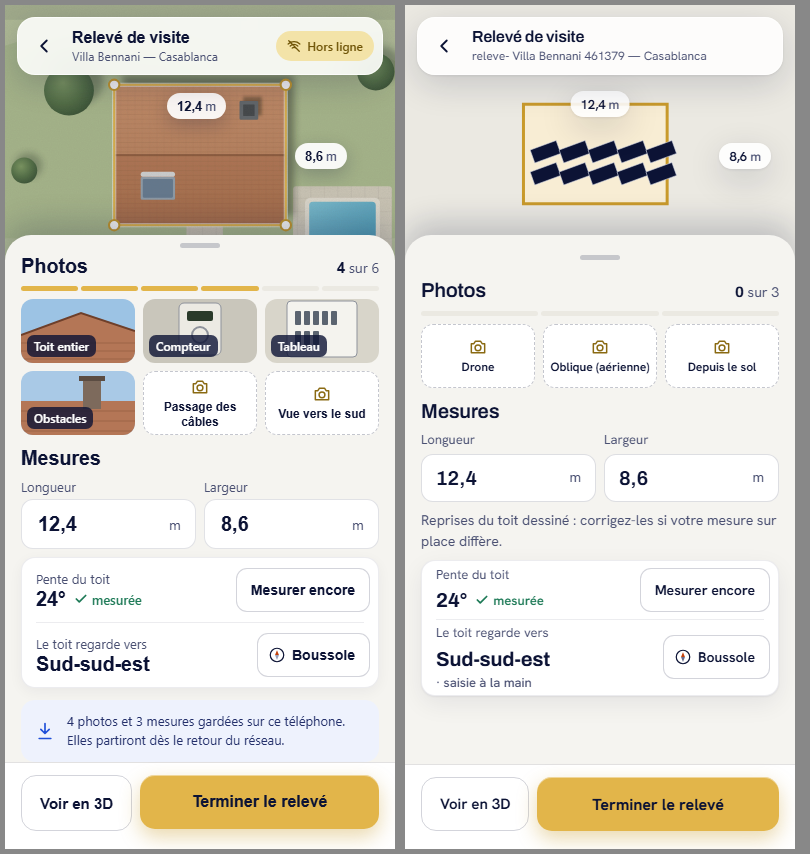 Relevé de visite
Villa Bennani — Casablanca
Hors ligne
12,4 m
8,6 m
Photos
4 sur 6
Toit entier
Compteur
Tableau
Obstacles
Passage des
câbles
Vue vers le sud
Mesures
Longueur
Largeur
12,4 m
8,6 m
Pente du toit
24° mesurée
Mesurer encore
Le toit regarde vers
Sud-sud-est
Boussole
4 photos et 3 mesures gardées sur ce téléphone.
Elles partiront dès le retour du réseau.
Voir en 3D
Terminer le relevé
Relevé de visite
releve- Villa Bennani 461379 — Casablanca
12,4 m
8,6 m
Photos
0 sur 3
Drone
Oblique (aérienne)
Depuis le sol
Mesures
Longueur
Largeur
12,4 m
8,6 m
Reprises du toit dessiné : corrigez-les si votre mesure sur
place diffère.
Pente du toit
24° mesurée
Mesurer encore
Le toit regarde vers
Sud-sud-est
· saisie à la main
Boussole
Voir en 3D
Terminer le relevé